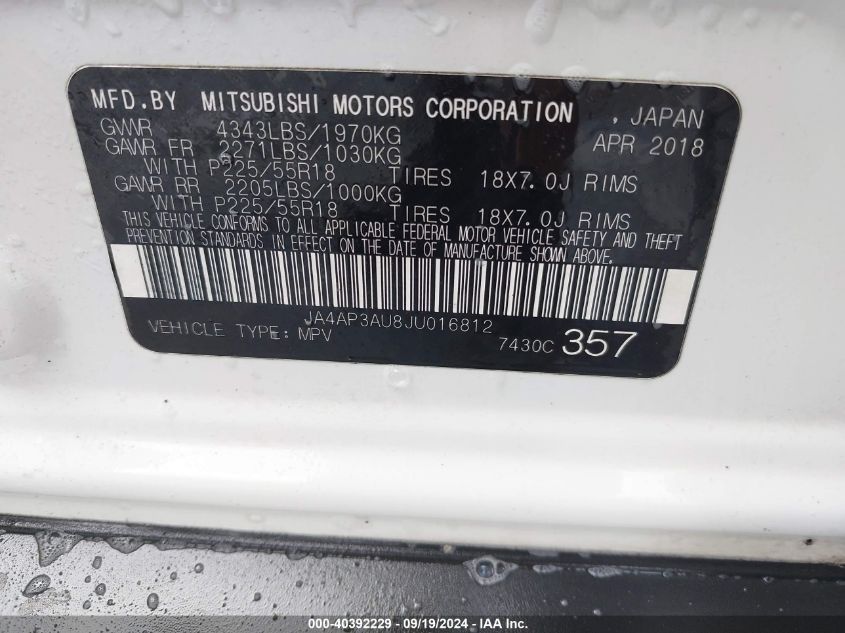 MFD.BY MITSUBISHI MOTORS CORPORATION , JAPAN
GVWR 4343LBS/1970KG APR 2018
GAWR FR 2271LBS/1030KG
WITH P225/55R18 TIRES 18X7.0J RIMS
GAWR RR 2205LBS/1000KG
WITH P225/55R18 TIRES 18X7.0J RIMS
THIS VEHICLE CONFORMS TO ALL APPLICABLE FEDERAL MOTOR VEHICLE SAFETY AND THEFT
PREVENTION STANDARDS IN EFFECT ON THE DATE OF MANUFACTURE SHOWN ABOVE.
JA4AP3AU8JU016812
VEHICLE TYPE: MPV 7430C 357
000-40392229 - 09/19/2024 - IAA Inc.